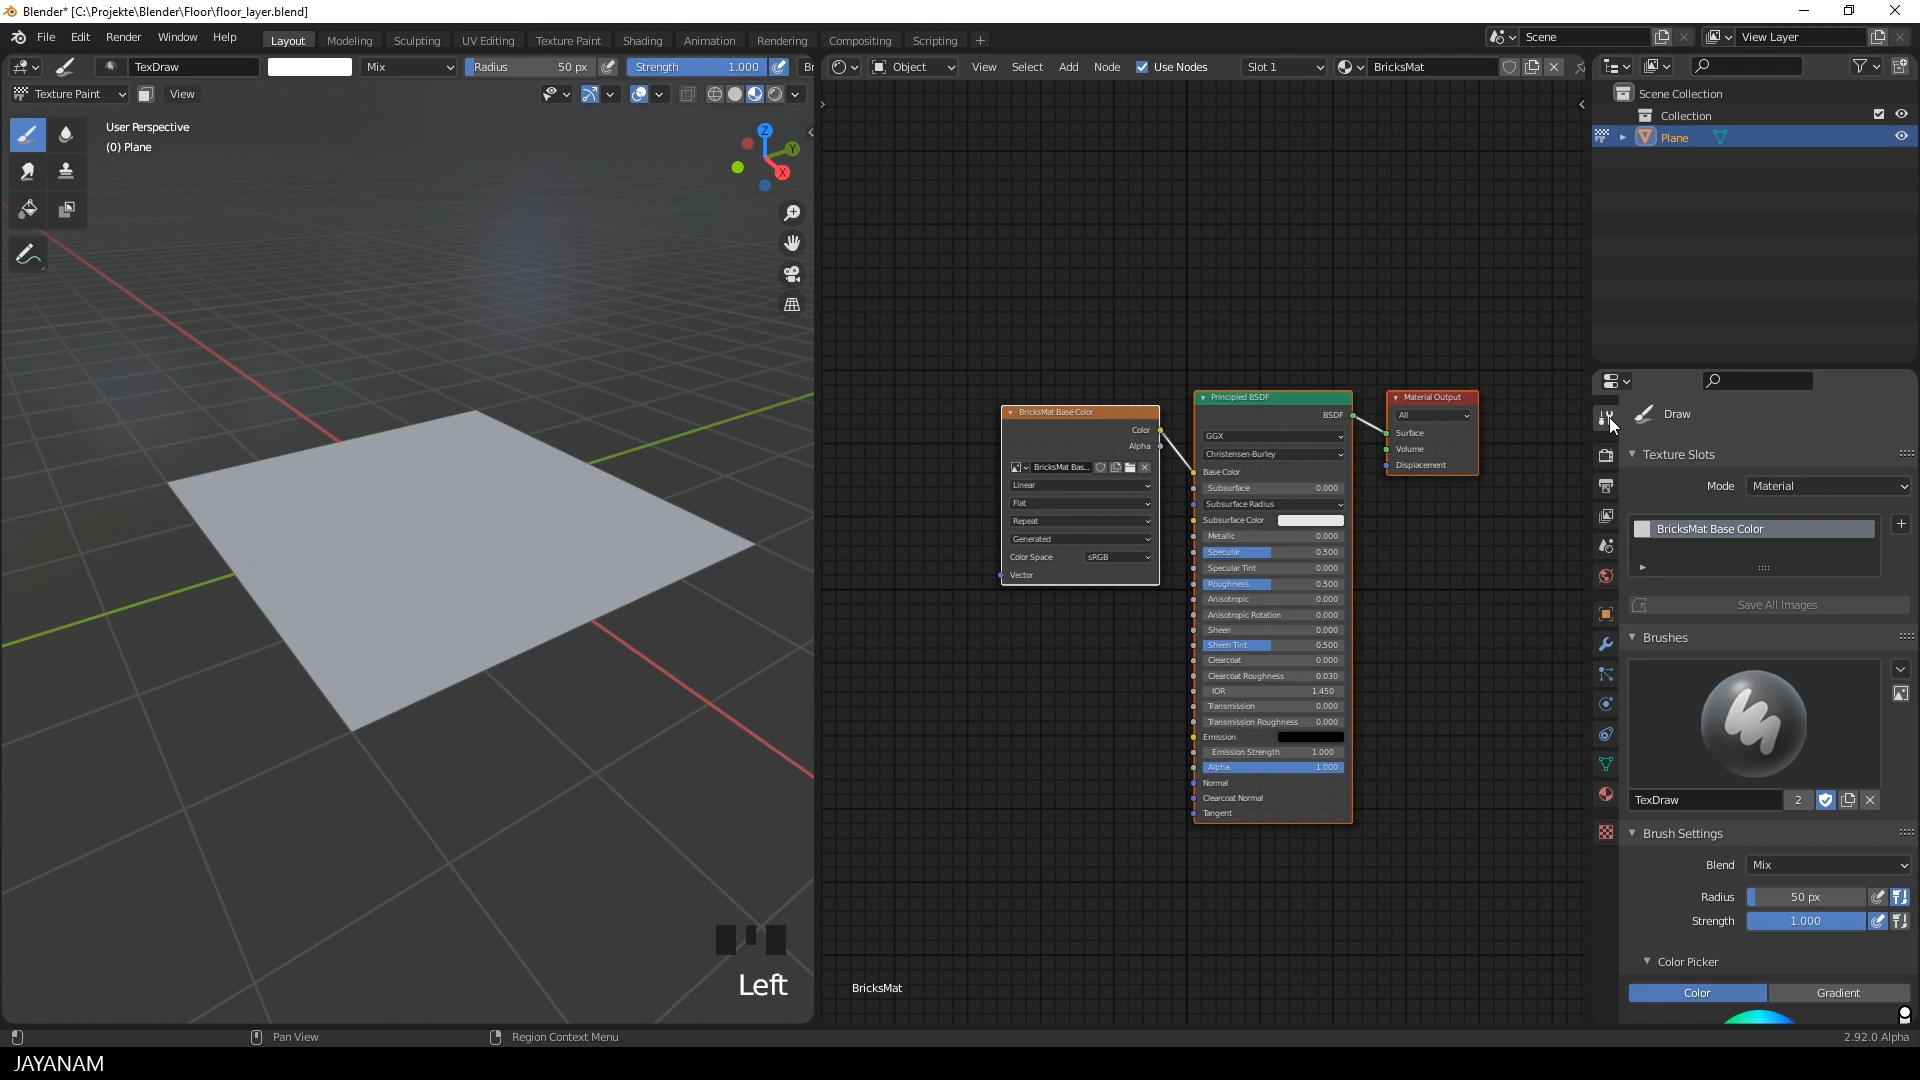 Blender* [C:\Projekte\Blender\Floor\floor_layer.blend]
File Edit Render Window Help
Layout Modeling Sculpting UV Editing Texture Paint Shading Animation Rendering Compositing Scripting +
Scene
View Layer
TexDraw
Mix
Radius 50 px
Strength 1.000
Br
Texture Paint
View
User Perspective
(0) Plane
Z
Y
X
Left
Object
View Select Add Node
Use Nodes
Slot 1
BricksMat
BricksMat Base Color
Color
Alpha
BricksMat Bas...
Linear
Flat
Repeat
Generated
Color Space sRGB
Vector
Principled BSDF
BSDF
GGX
Christensen-Burley
Base Color
Subsurface 0.000
Subsurface Radius
Subsurface Color
Metallic 0.000
Specular 0.500
Specular Tint 0.000
Roughness 0.500
Anisotropic 0.000
Anisotropic Rotation 0.000
Sheen 0.000
Sheen Tint 0.500
Clearcoat 0.000
Clearcoat Roughness 0.030
IOR 1.450
Transmission 0.000
Transmission Roughness 0.000
Emission
Emission Strength 1.000
Alpha 1.000
Normal
Clearcoat Normal
Tangent
Material Output
All
Surface
Volume
Displacement
BricksMat
Scene Collection
Collection
Plane
Draw
Texture Slots
Mode Material
BricksMat Base Color
Save All Images
Brushes
TexDraw 2
Brush Settings
Blend Mix
Radius 50 px
Strength 1.000
Color Picker
Color Gradient
Pan View
Region Context Menu
2.92.0 Alpha
JAYANAM